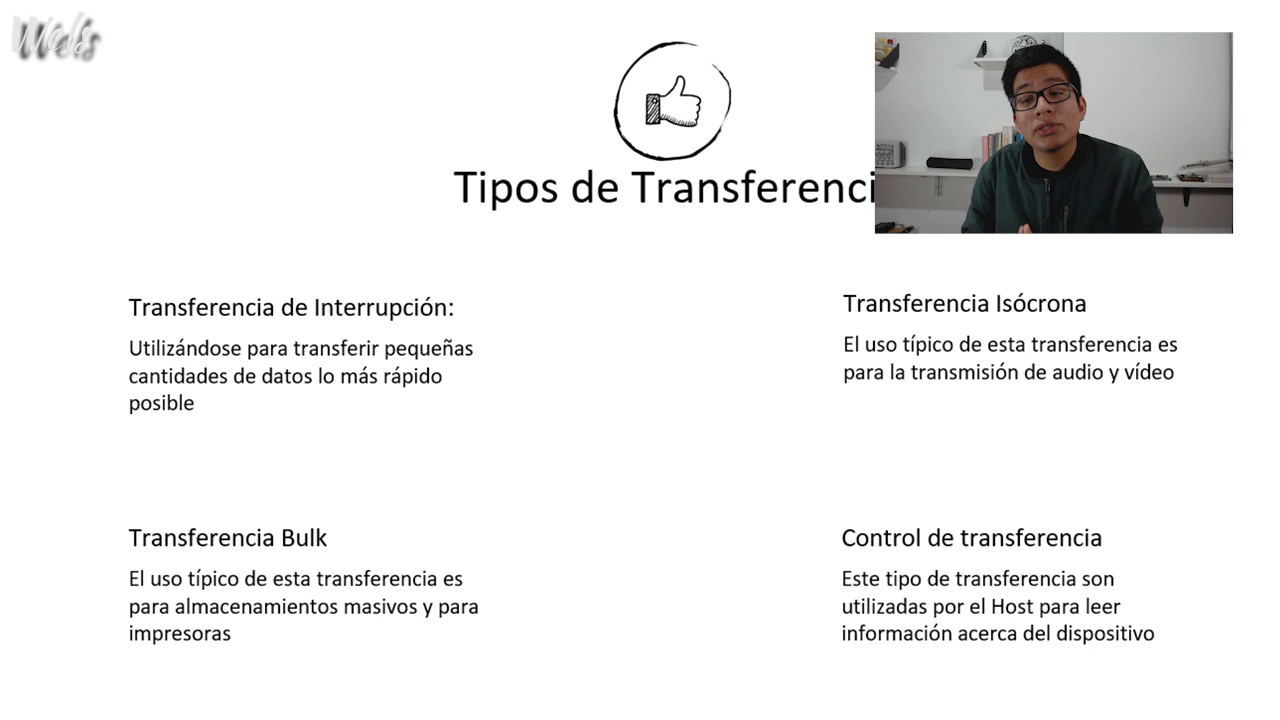 Wels
Tipos de Transferenci
Transferencia de Interrupción:
Utilizándose para transferir pequeñas
cantidades de datos lo más rápido
posible
Transferencia Isócrona
El uso típico de esta transferencia es
para la transmisión de audio y vídeo
Transferencia Bulk
El uso típico de esta transferencia es
para almacenamientos masivos y para
impresoras
Control de transferencia
Este tipo de transferencia son
utilizadas por el Host para leer
información acerca del dispositivo